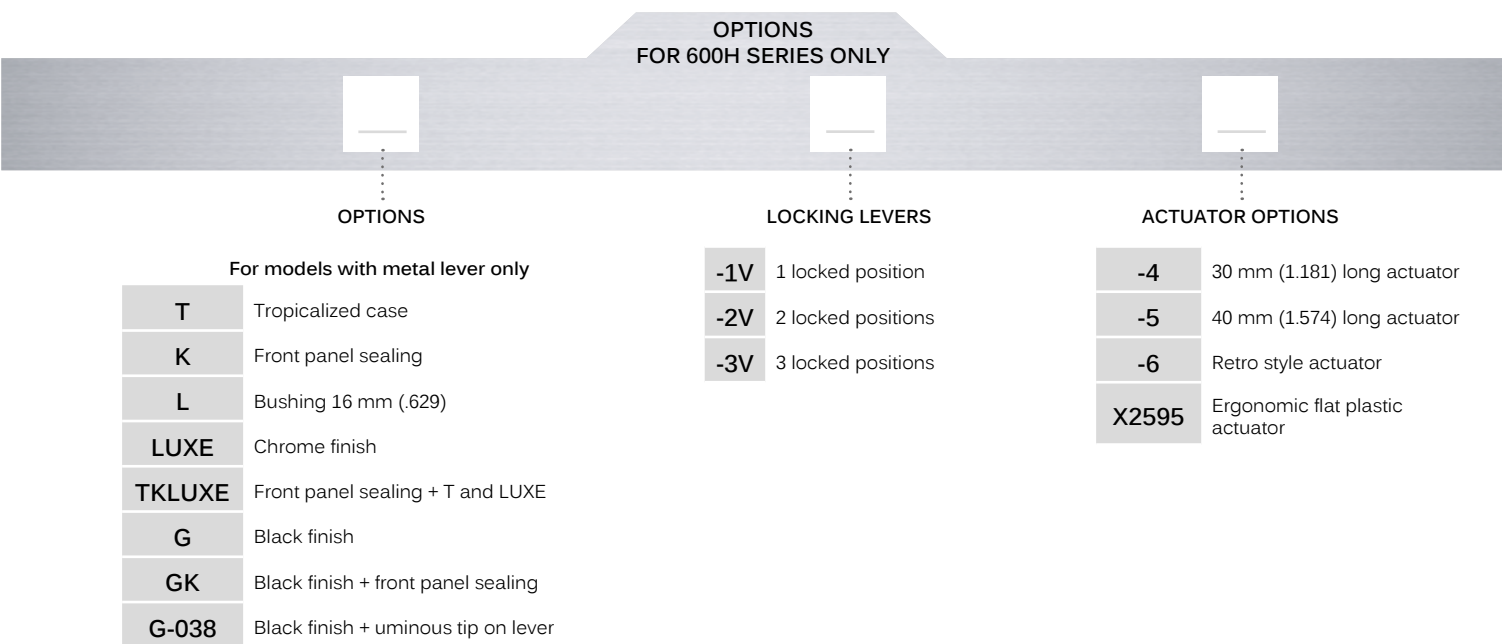 OPTIONS
FOR 600H SERIES ONLY
OPTIONS
For models with metal lever only
T Tropicalized case
K Front panel sealing
L Bushing 16 mm (.629)
LUXE Chrome finish
TKLUXE Front panel sealing + T and LUXE
G Black finish
GK Black finish + front panel sealing
G-038 Black finish + uminous tip on lever
LOCKING LEVERS
-1V 1 locked position
-2V 2 locked positions
-3V 3 locked positions
ACTUATOR OPTIONS
-4 30 mm (1.181) long actuator
-5 40 mm (1.574) long actuator
-6 Retro style actuator
X2595 Ergonomic flat plastic
actuator